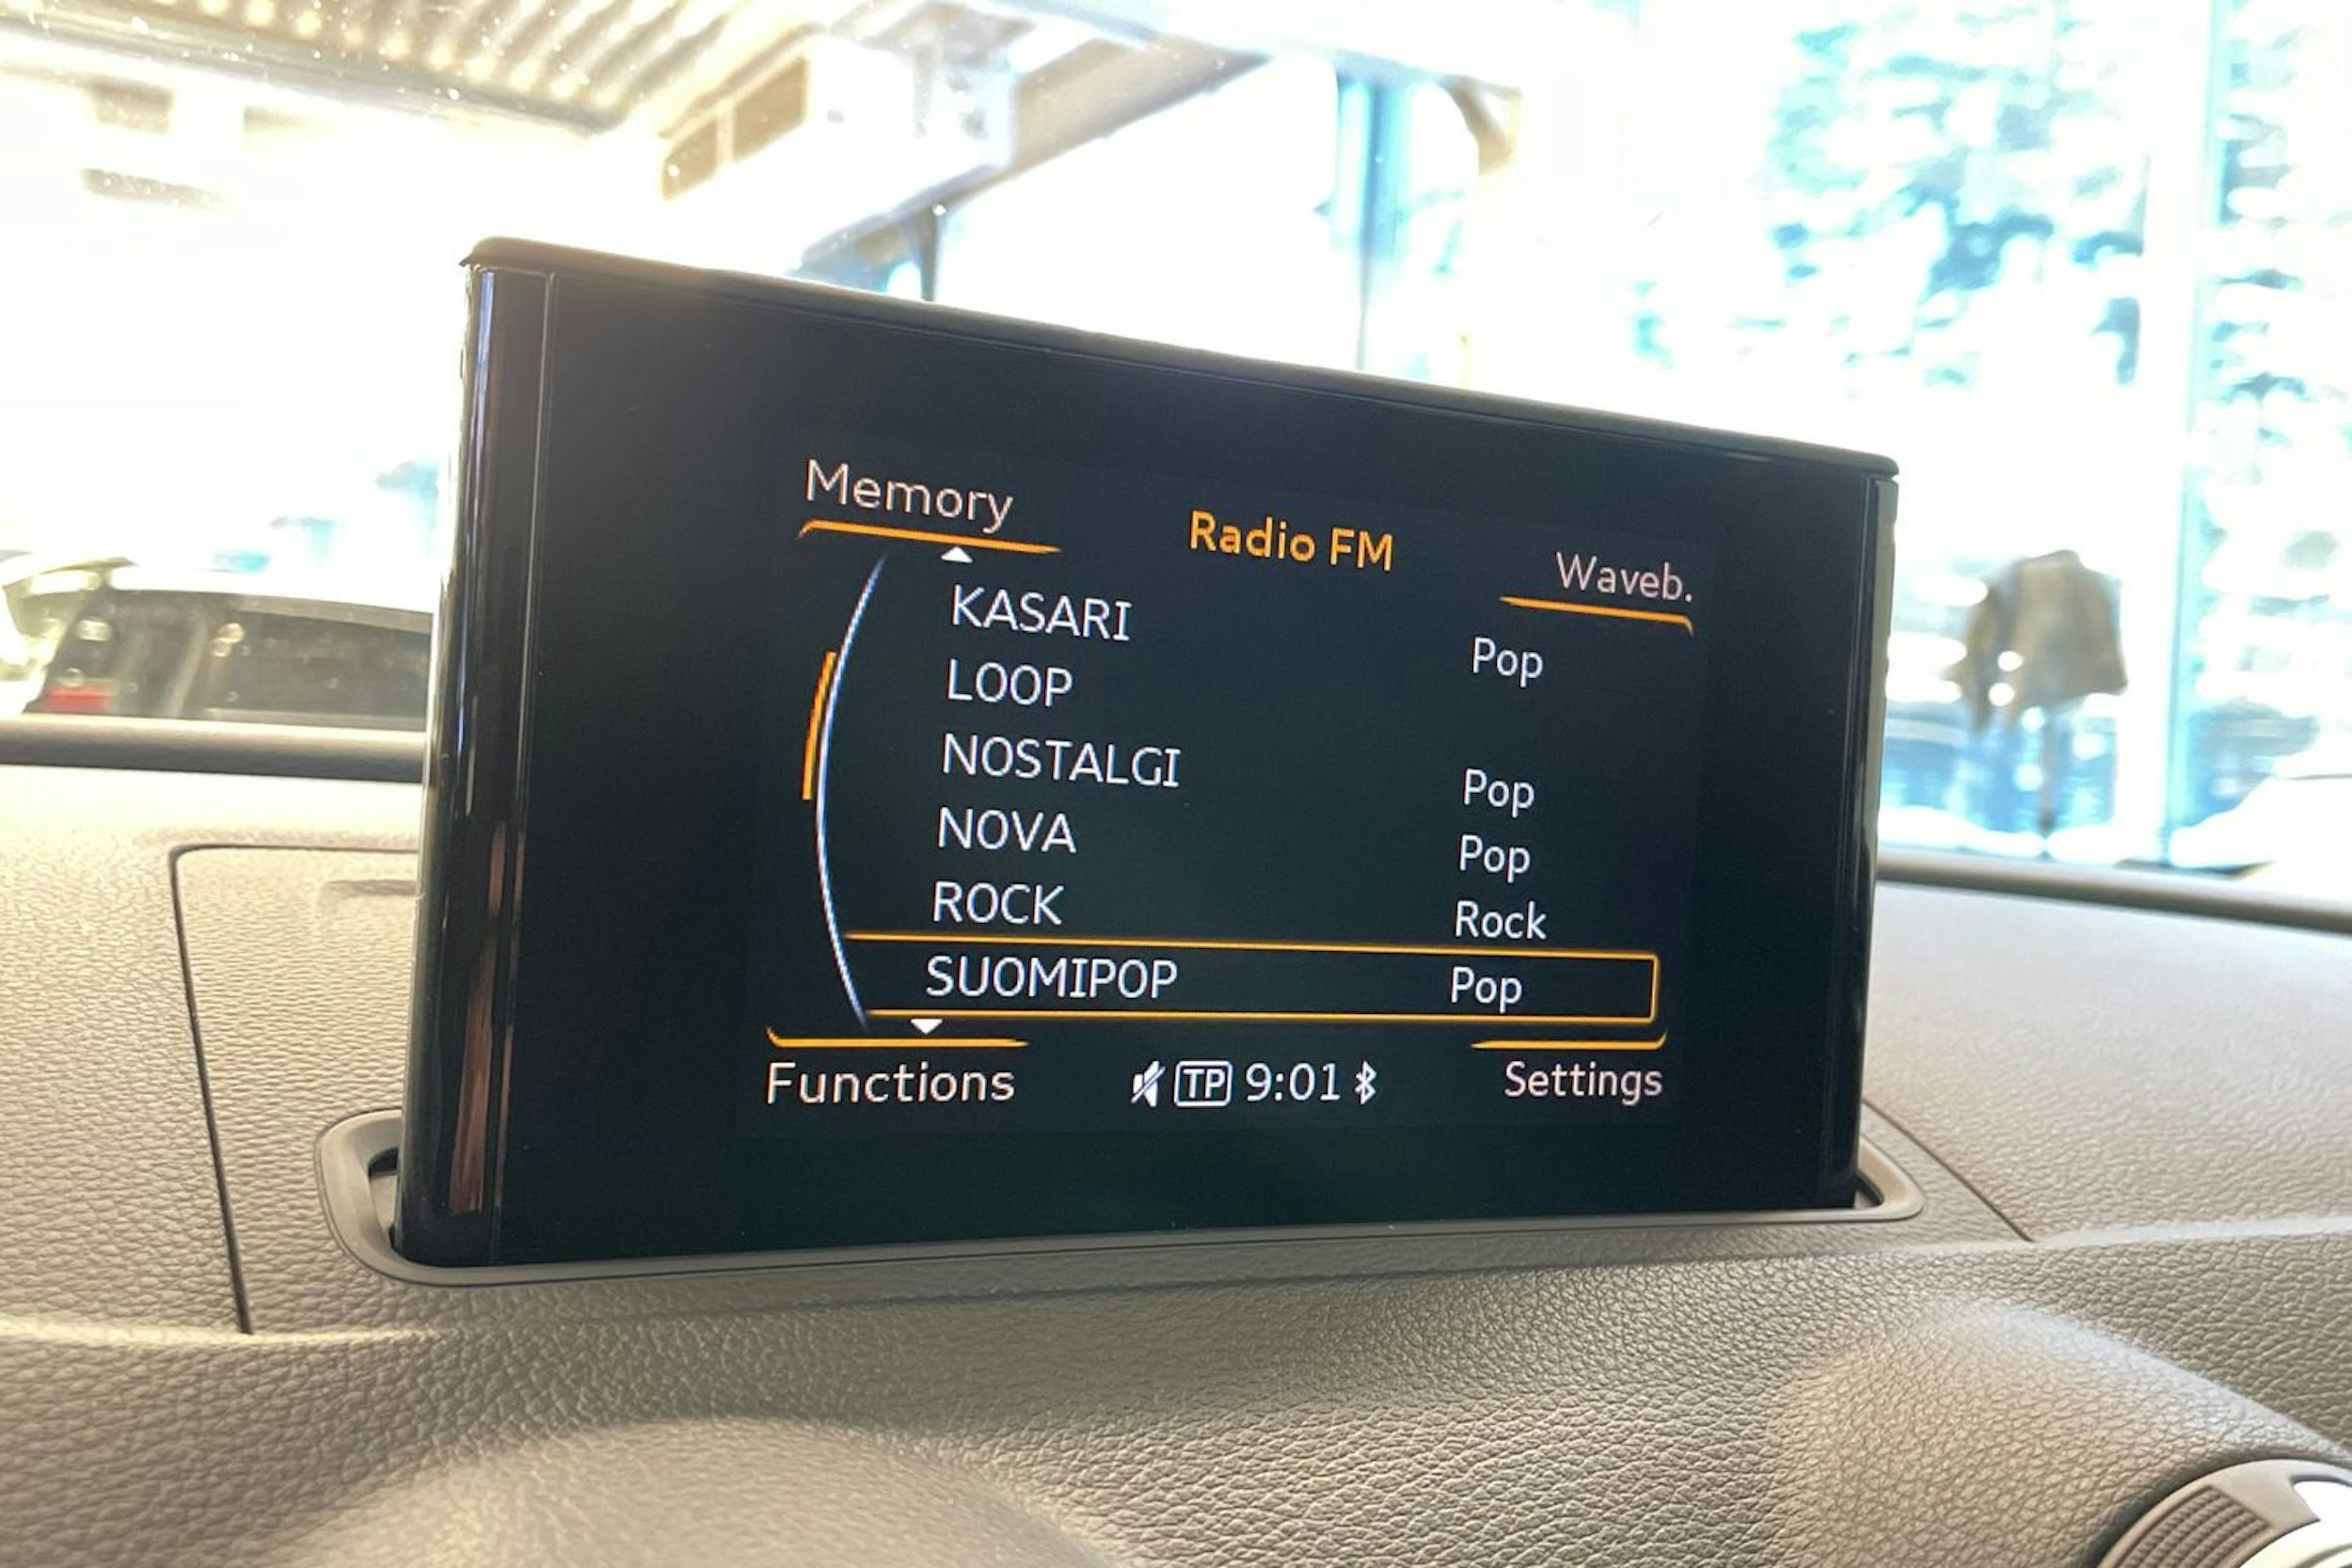 Memory Radio FM Waveb.
KASARI Pop
LOOP
NOSTALGI Pop
NOVA Pop
ROCK Rock
SUOMIPOP Pop
Functions TP 9:01 Settings